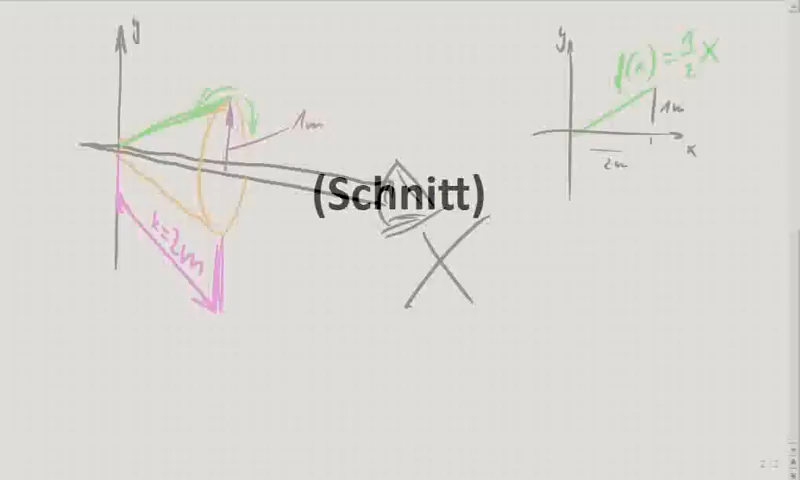 y
1m
h=2m
(Schnitt)
X
y
f(x)=1/2 X
1m
2m
x